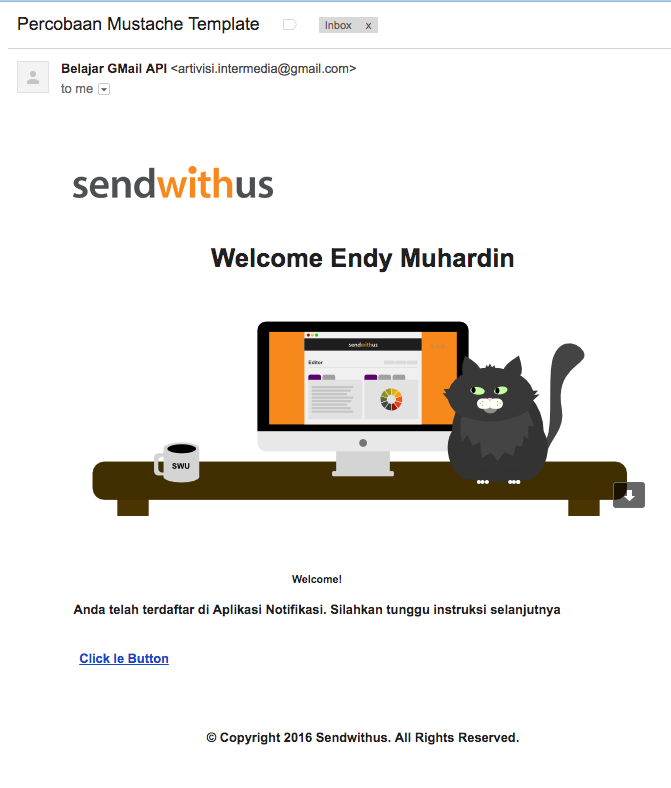 Percobaan Mustache Template
Inbox x
Belajar GMail API <artivisi.intermedia@gmail.com>
to me
sendwithus
Welcome Endy Muhardin
sendwithus
Editor
SWU
Welcome!
Anda telah terdaftar di Aplikasi Notifikasi. Silahkan tunggu instruksi selanjutnya
Click le Button
© Copyright 2016 Sendwithus. All Rights Reserved.